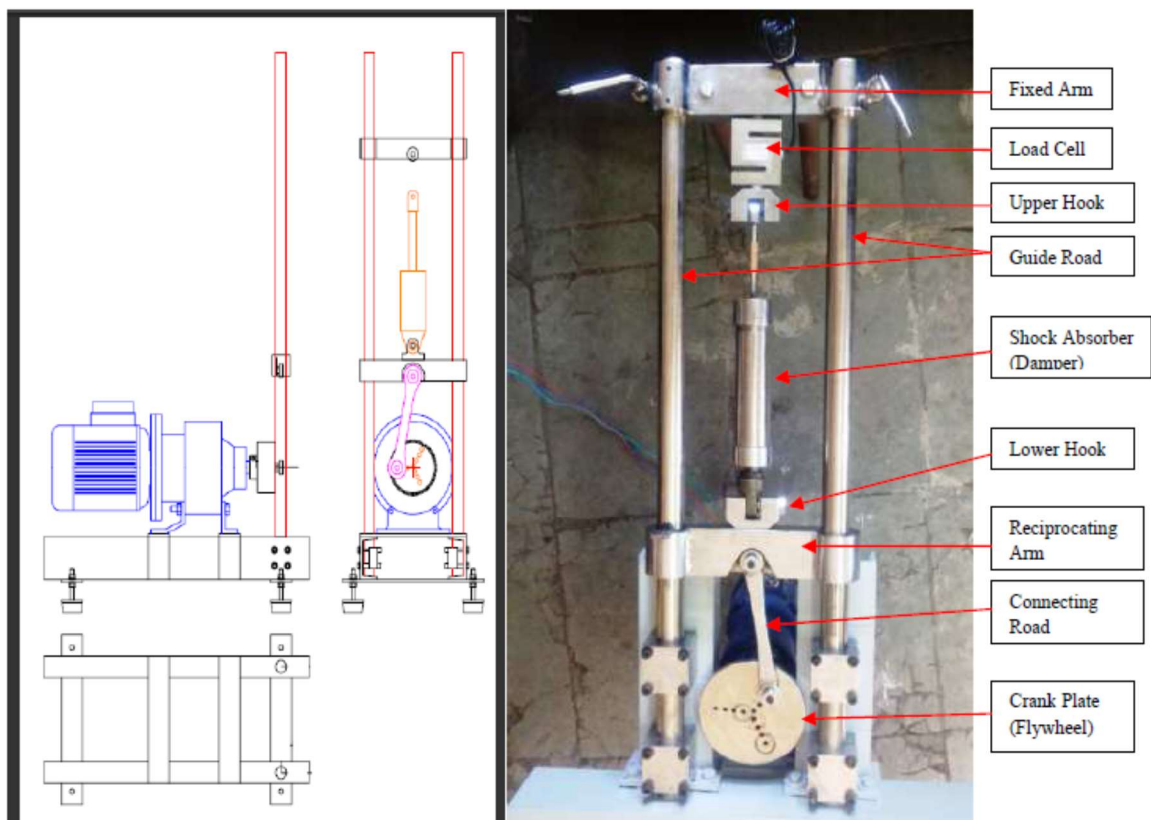 Fixed Arm
Load Cell
Upper Hook
Guide Road
Shock Absorber
(Damper)
Lower Hook
Reciprocating
Arm
Connecting
Road
Crank Plate
(Flywheel)